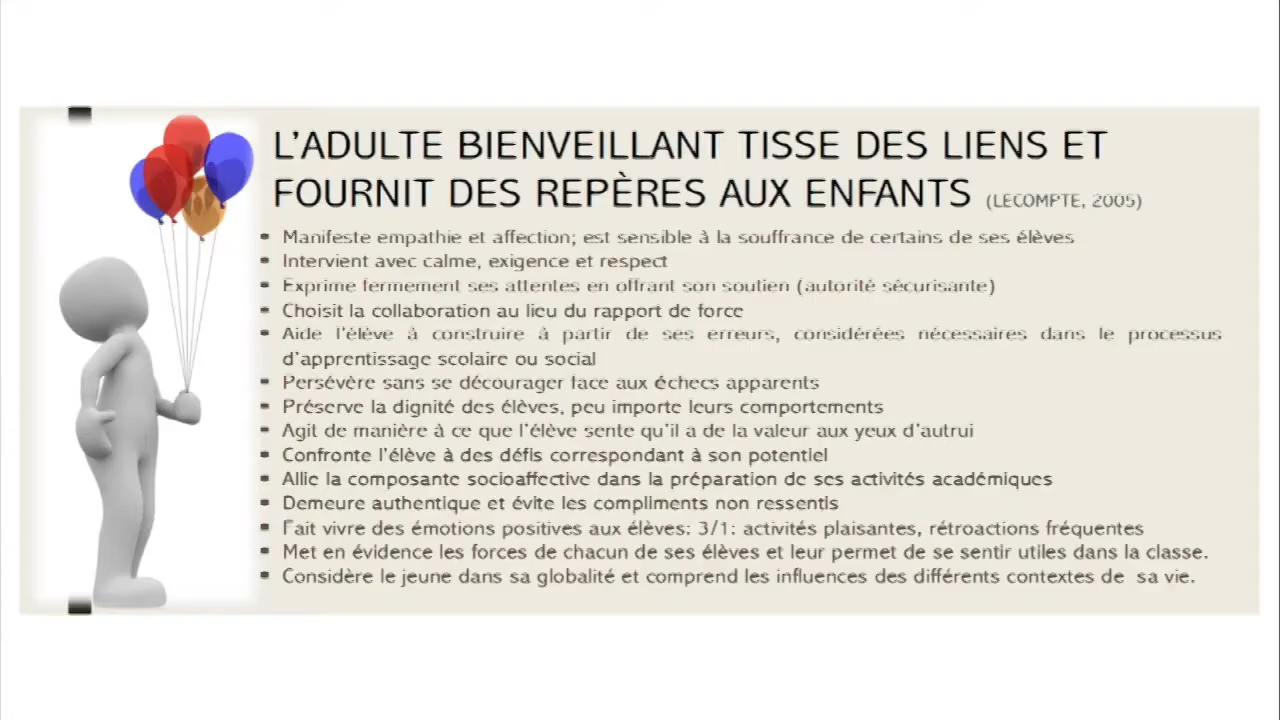 L'ADULTE BIENVEILLANT TISSE DES LIENS ET
FOURNIT DES REPÈRES AUX ENFANTS (LECOMPTE, 2005)
Manifeste empathie et affection; est sensible à la souffrance de certains de ses élèves
Intervient avec calme, exigence et respect
Exprime fermement ses attentes en offrant son soutien (autorité sécurisante)
Choisit la collaboration au lieu du rapport de force
Aide l'élève à construire à partir de ses erreurs, considérées nécessaires dans le processus
d'apprentissage scolaire ou social
Persévère sans se décourager face aux échecs apparents
Préserve la dignité des élèves, peu importe leurs comportements
Agit de manière à ce que l'élève sente qu'il a de la valeur aux yeux d'autrui
Confronte l'élève à des défis correspondant à son potentiel
Allie la composante socioaffective dans la préparation de ses activités académiques
Demeure authentique et évite les compliments non ressentis
Fait vivre des émotions positives aux élèves: 3/1: activités plaisantes, rétroactions fréquentes
Met en évidence les forces de chacun de ses élèves et leur permet de se sentir utiles dans la classe.
Considère le jeune dans sa globalité et comprend les influences des différents contextes de sa vie.